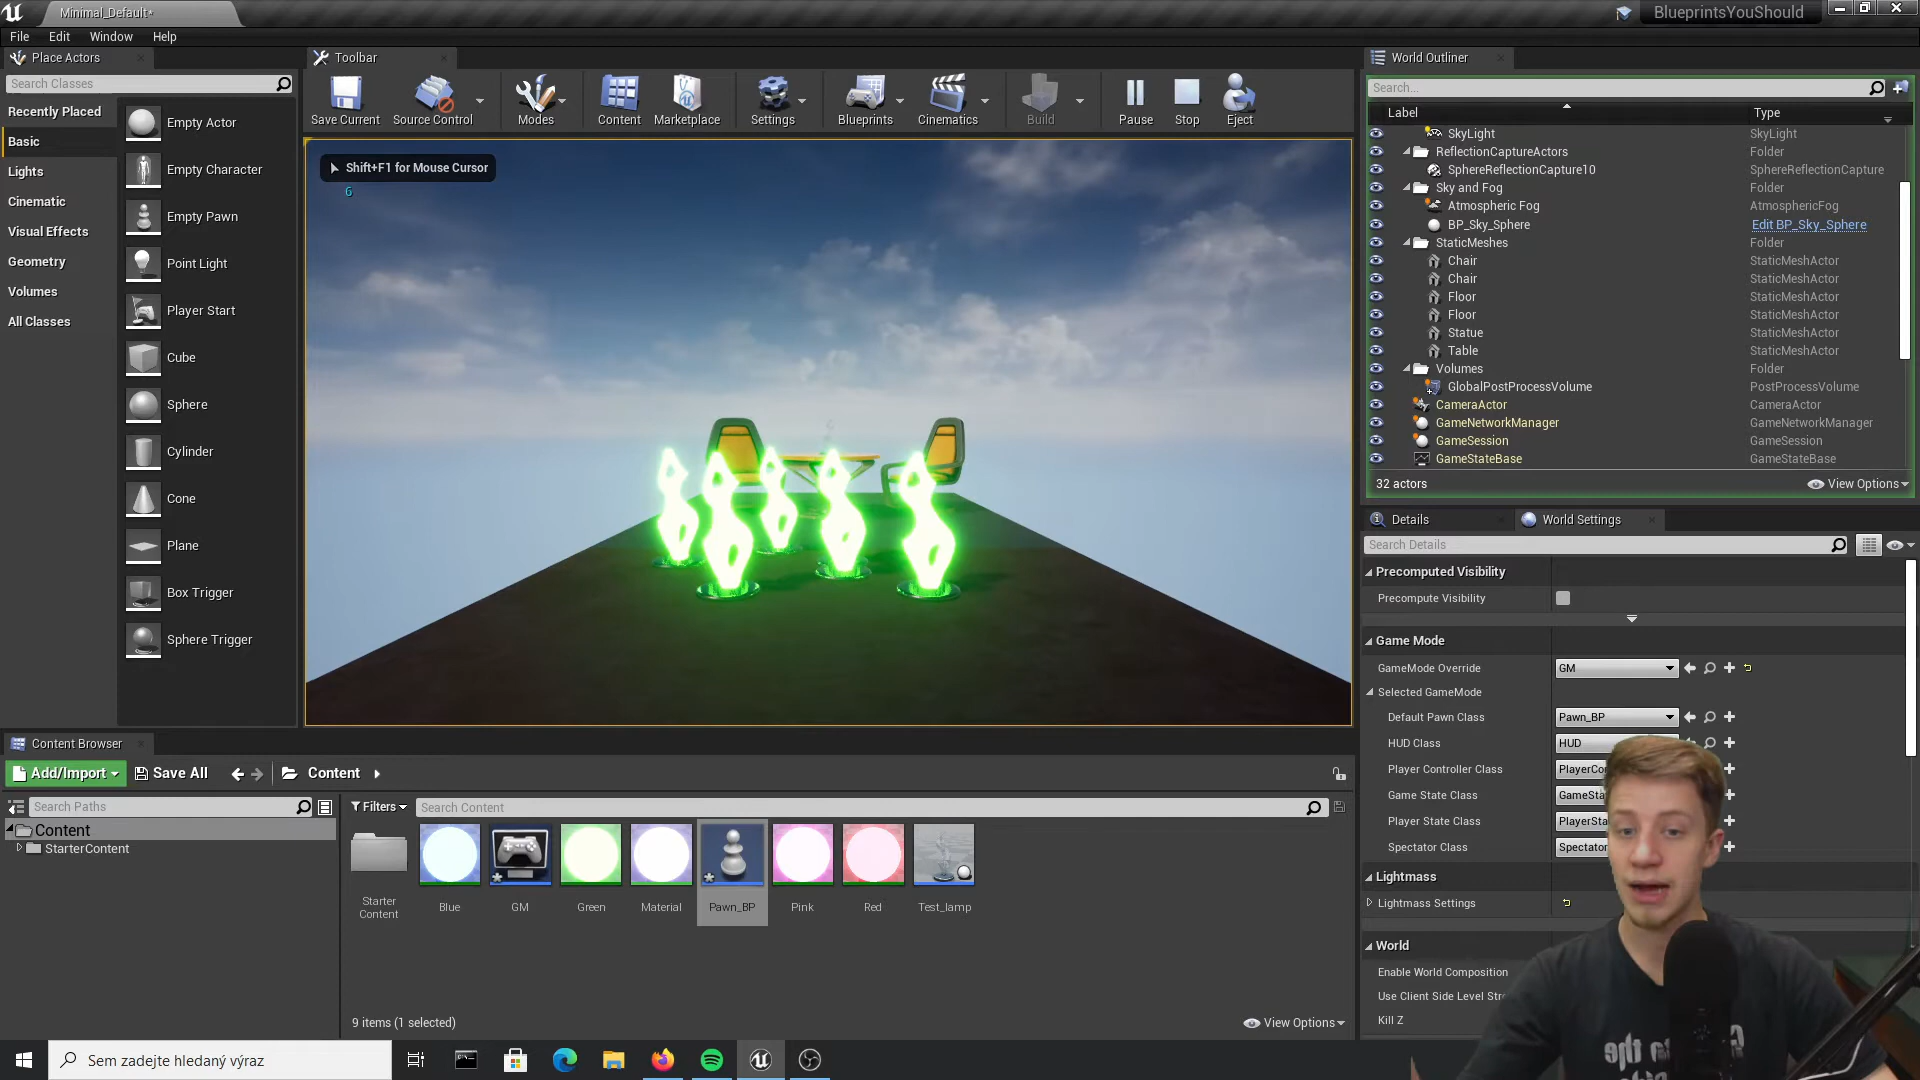 Minimal_Default*
BlueprintsYouShould
File Edit Window Help
Place Actors
Search Classes
Recently Placed
Basic
Lights
Cinematic
Visual Effects
Geometry
Volumes
All Classes
Empty Actor
Empty Character
Empty Pawn
Point Light
Player Start
Cube
Sphere
Cylinder
Cone
Plane
Box Trigger
Sphere Trigger
Toolbar
Save Current
Source Control
Modes
Content
Marketplace
Settings
Blueprints
Cinematics
Build
Pause
Stop
Eject
Shift+F1 for Mouse Cursor
6
World Outliner
Search...
Label Type
SkyLight SkyLight
ReflectionCaptureActors Folder
SphereReflectionCapture10 SphereReflectionCapture
Sky and Fog Folder
Atmospheric Fog AtmosphericFog
BP_Sky_Sphere Edit BP_Sky_Sphere
StaticMeshes Folder
Chair StaticMeshActor
Chair StaticMeshActor
Floor StaticMeshActor
Floor StaticMeshActor
Statue StaticMeshActor
Table StaticMeshActor
Volumes Folder
GlobalPostProcessVolume PostProcessVolume
CameraActor CameraActor
GameNetworkManager GameNetworkManager
GameSession GameSession
GameStateBase GameStateBase
32 actors View Options
Details World Settings
Search Details
Precomputed Visibility
Precompute Visibility
Game Mode
GameMode Override GM
Selected GameMode
Default Pawn Class Pawn_BP
HUD Class HUD
Player Controller Class PlayerCo
Game State Class GameSta
Player State Class PlayerSta
Spectator Class Spectator
Lightmass
Lightmass Settings
World
Enable World Composition
Use Client Side Level Stre
Kill Z
Content Browser
Add/Import Save All Content
Search Paths
Content
StarterContent
Filters Search Content
Starter Content
Blue
GM
Green
Material
Pawn_BP
Pink
Red
Test_lamp
9 items (1 selected) View Options
Sem zadejte hledaný výraz